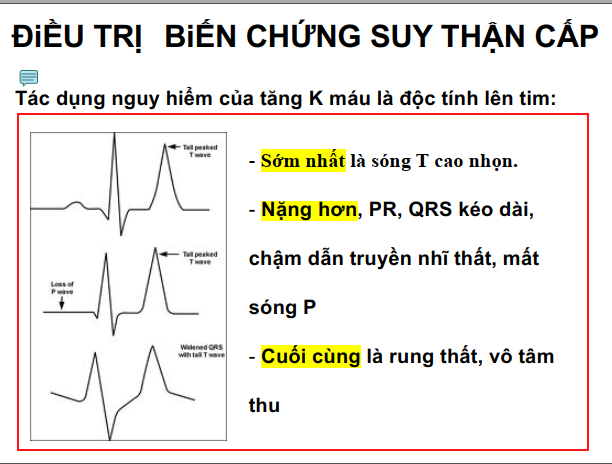 ĐiỀU TRỊ BiẾN CHỨNG SUY THẬN CẤP
Tác dụng nguy hiểm của tăng K máu là độc tính lên tim:
Tall peaked
T wave
Tall peaked
T wave
Loss of
P wave
Widened QRS
with tall T wave
- Sớm nhất là sóng T cao nhọn.
- Nặng hơn, PR, QRS kéo dài,
chậm dẫn truyền nhĩ thất, mất
sóng P
- Cuối cùng là rung thất, vô tâm
thu